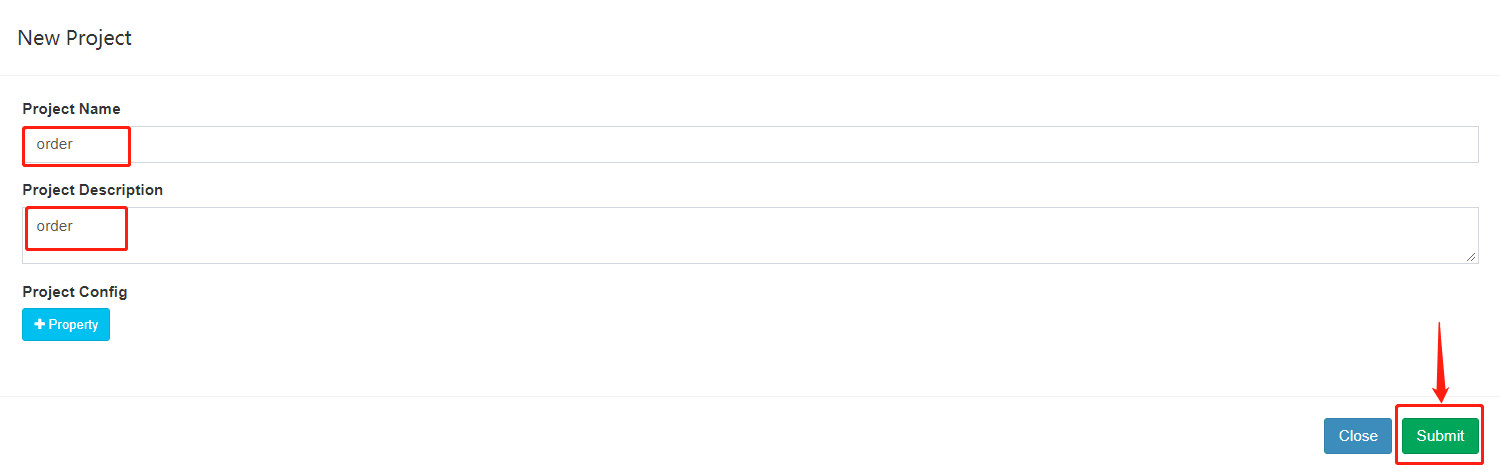 New Project
Project Name
order
Project Description
order
Project Config
+ Property
Close Submit